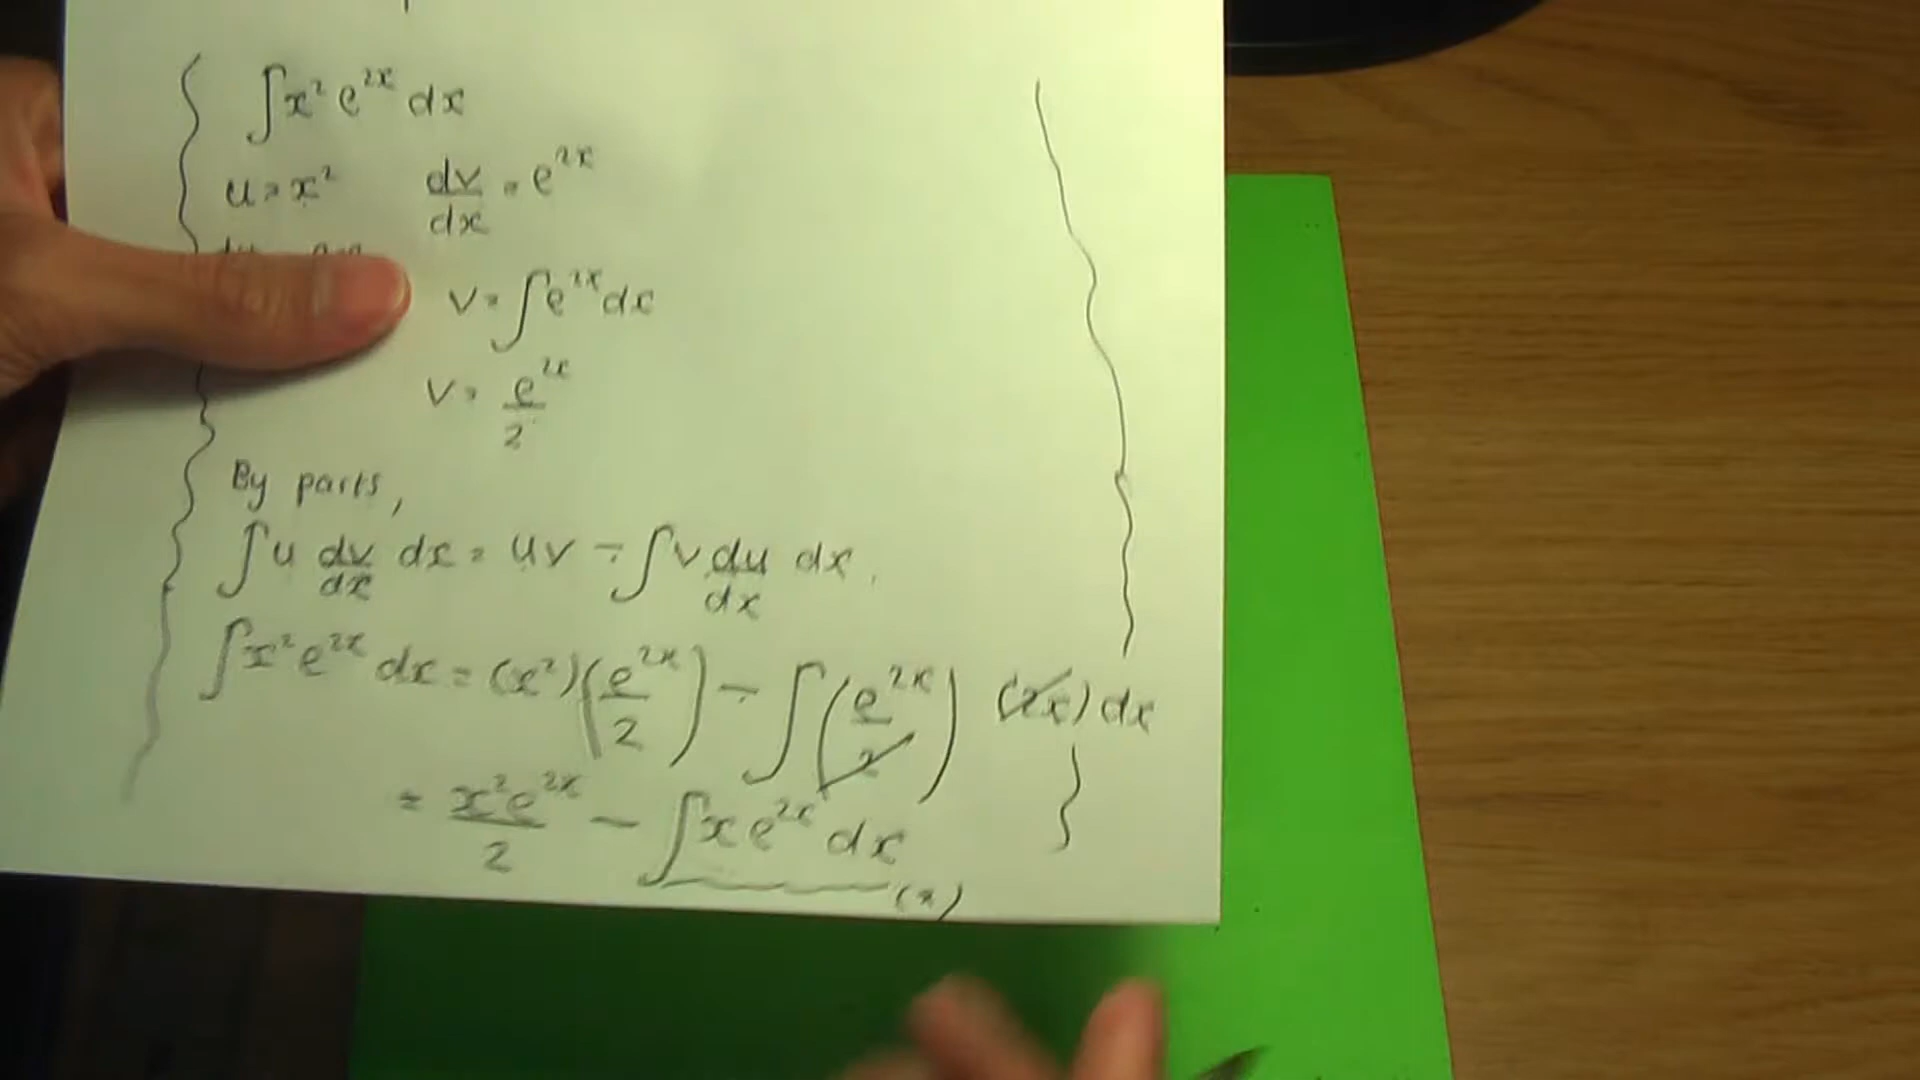 ∫x² e^{2x} dx
u = x² dv/dx = e^{2x}
v = ∫e^{2x} dx
v = e^{2x}/2
By parts,
∫u dv/dx dx = uv - ∫v du/dx dx.
∫x² e^{2x} dx = (x²)(e^{2x}/2) - ∫(e^{2x}/2) (2x) dx
= x² e^{2x}/2 - ∫x e^{2x} dx